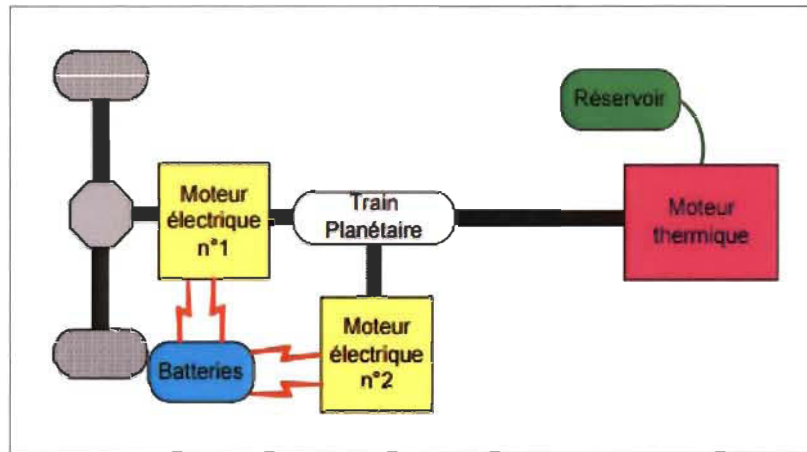 Réservoir
Moteur
électrique
n°1
Train
Planétaire
Moteur
thermique
Batteries
Moteur
électrique
n°2